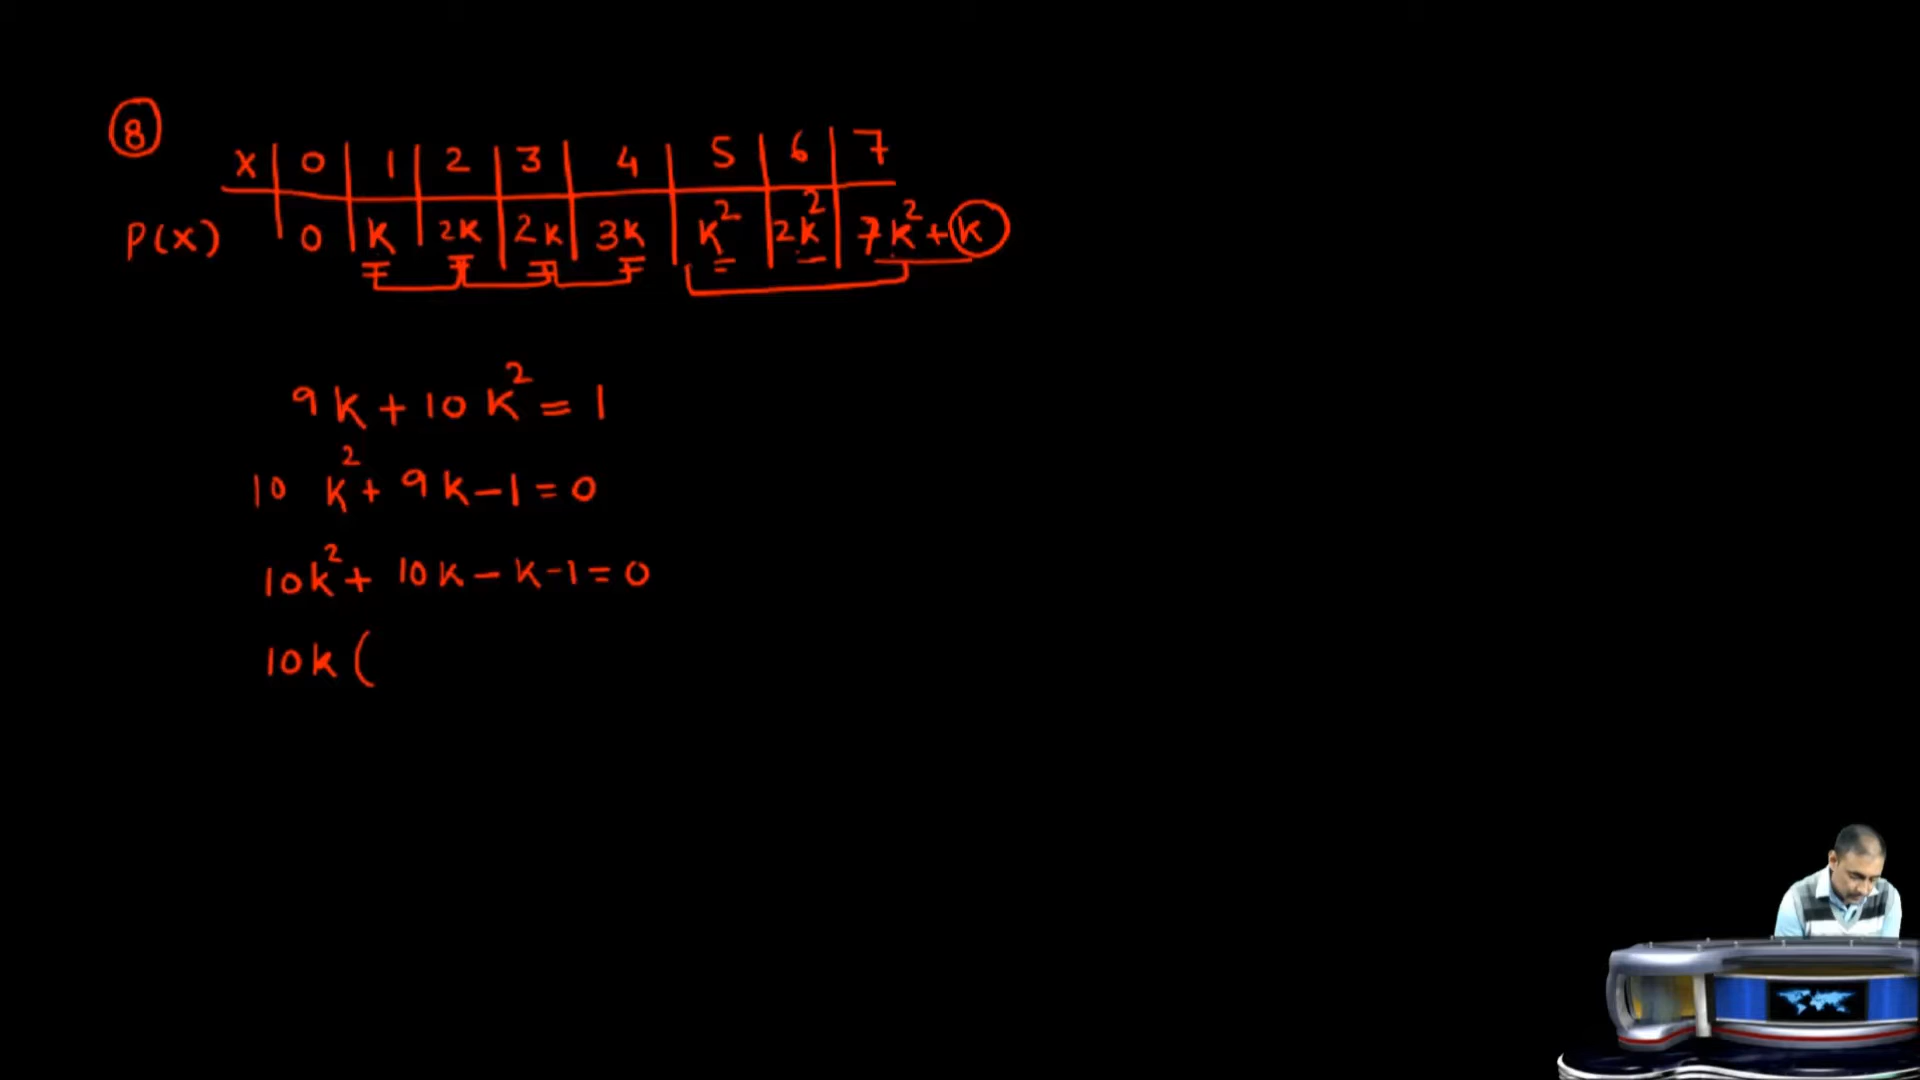 8
X | 0 | 1 | 2 | 3 | 4 | 5 | 6 | 7
P(X) | 0 | k | 2k | 2k | 3k | k² | 2k² | 7k² + k
9k + 10k² = 1
10 k² + 9k - 1 = 0
10k² + 10k - k - 1 = 0
10k (